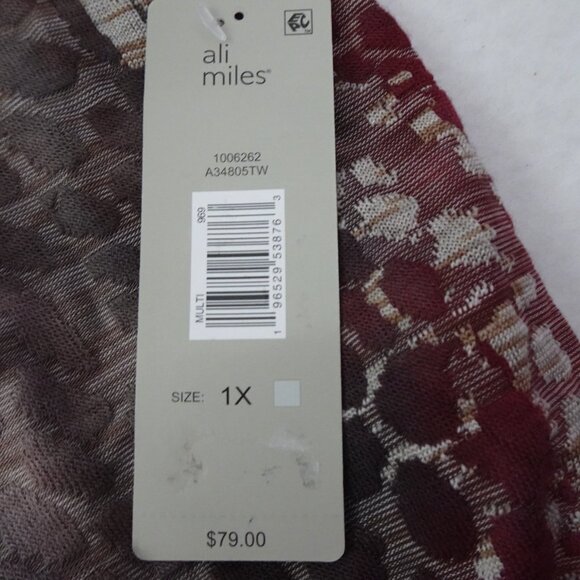 ali
miles®
1006262
A34805TW
969
MULTI
1 96529 53876 3
SIZE: 1X
$79.00